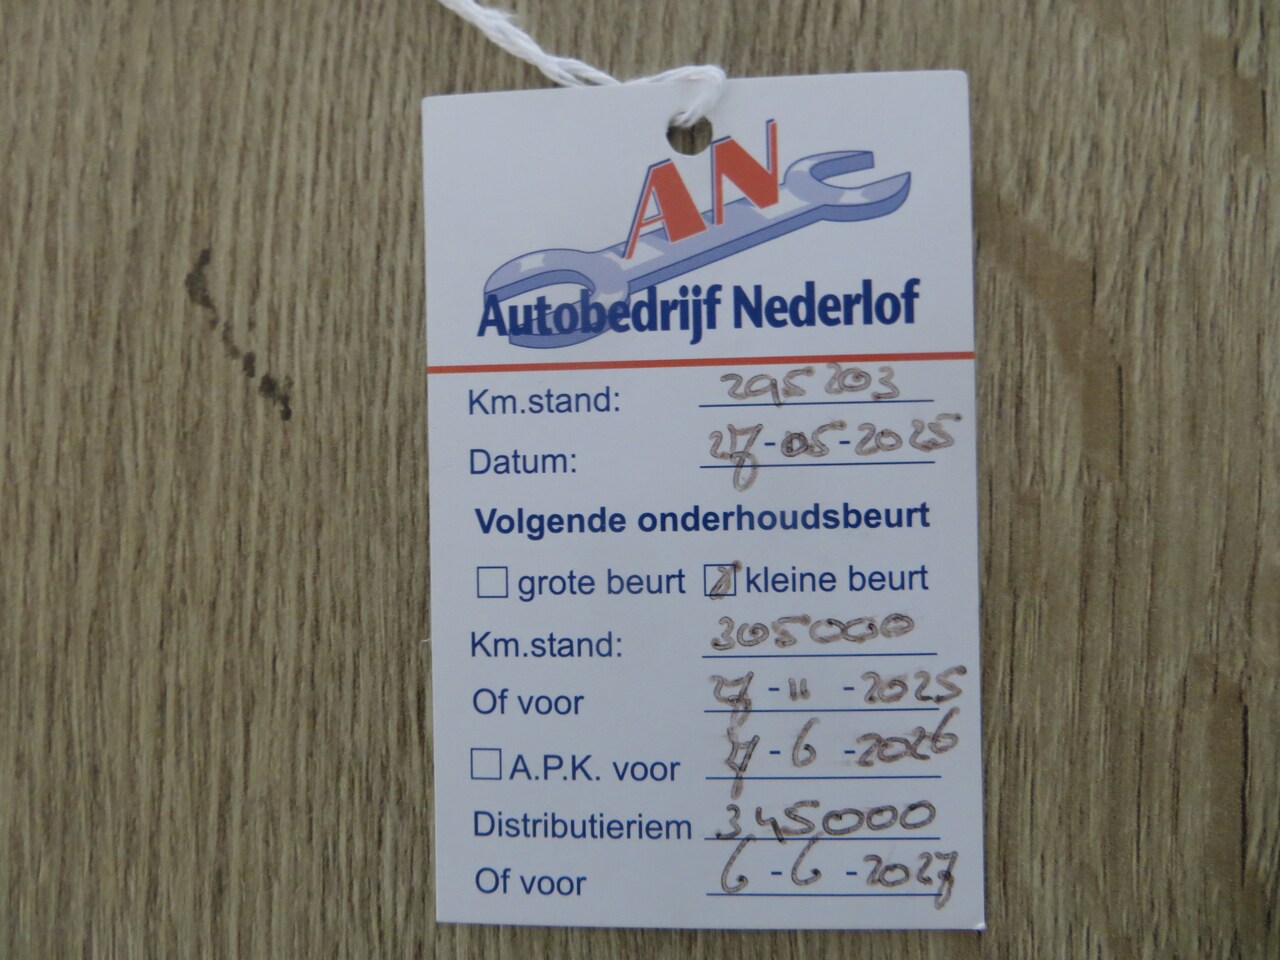 AN
Autobedrijf Nederlof
Km.stand: 295203
Datum: 27-05-2025
Volgende onderhoudsbeurt
grote beurt kleine beurt
Km.stand: 305000
Of voor 27-11-2025
A.P.K. voor 7-6-2026
Distributieriem 345000
Of voor 6-6-2027